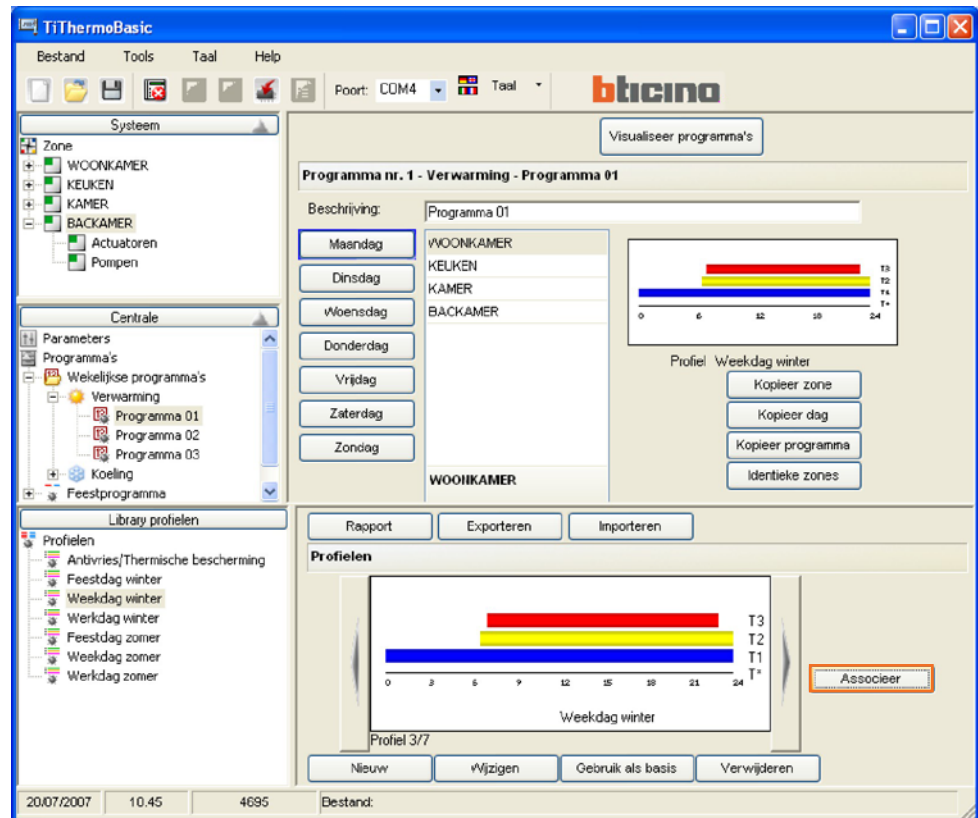 TiThermoBasic
Bestand Tools Taal Help
Poort: COM4 Taal bticino
Systeem
Zone
WOONKAMER
KEUKEN
KAMER
BACKAMER
Actuatoren
Pompen
Centrale
Parameters
Programma's
Wekelijkse programma's
Verwarming
Programma 01
Programma 02
Programma 03
Koeling
Feestprogramma
Library profielen
Profielen
Antivries/Thermische bescherming
Feestdag winter
Weekdag winter
Werkdag winter
Feestdag zomer
Weekdag zomer
Werkdag zomer
Visualiseer programma's
Programma nr. 1 - Verwarming - Programma 01
Beschrijving: Programma 01
Maandag
Dinsdag
Woensdag
Donderdag
Vrijdag
Zaterdag
Zondag
WOONKAMER
KEUKEN
KAMER
BACKAMER
WOONKAMER
T3
T2
T1
T*
0 6 12 18 24
Profiel Weekdag winter
Kopieer zone
Kopieer dag
Kopieer programma
Identieke zones
Rapport Exporteren Importeren
Profielen
T3
T2
T1
T*
0 3 6 9 12 15 18 21 24
Weekdag winter
Profiel 3/7
Associeer
Nieuw Wijzigen Gebruik als basis Verwijderen
20/07/2007 10.45 4695 Bestand: